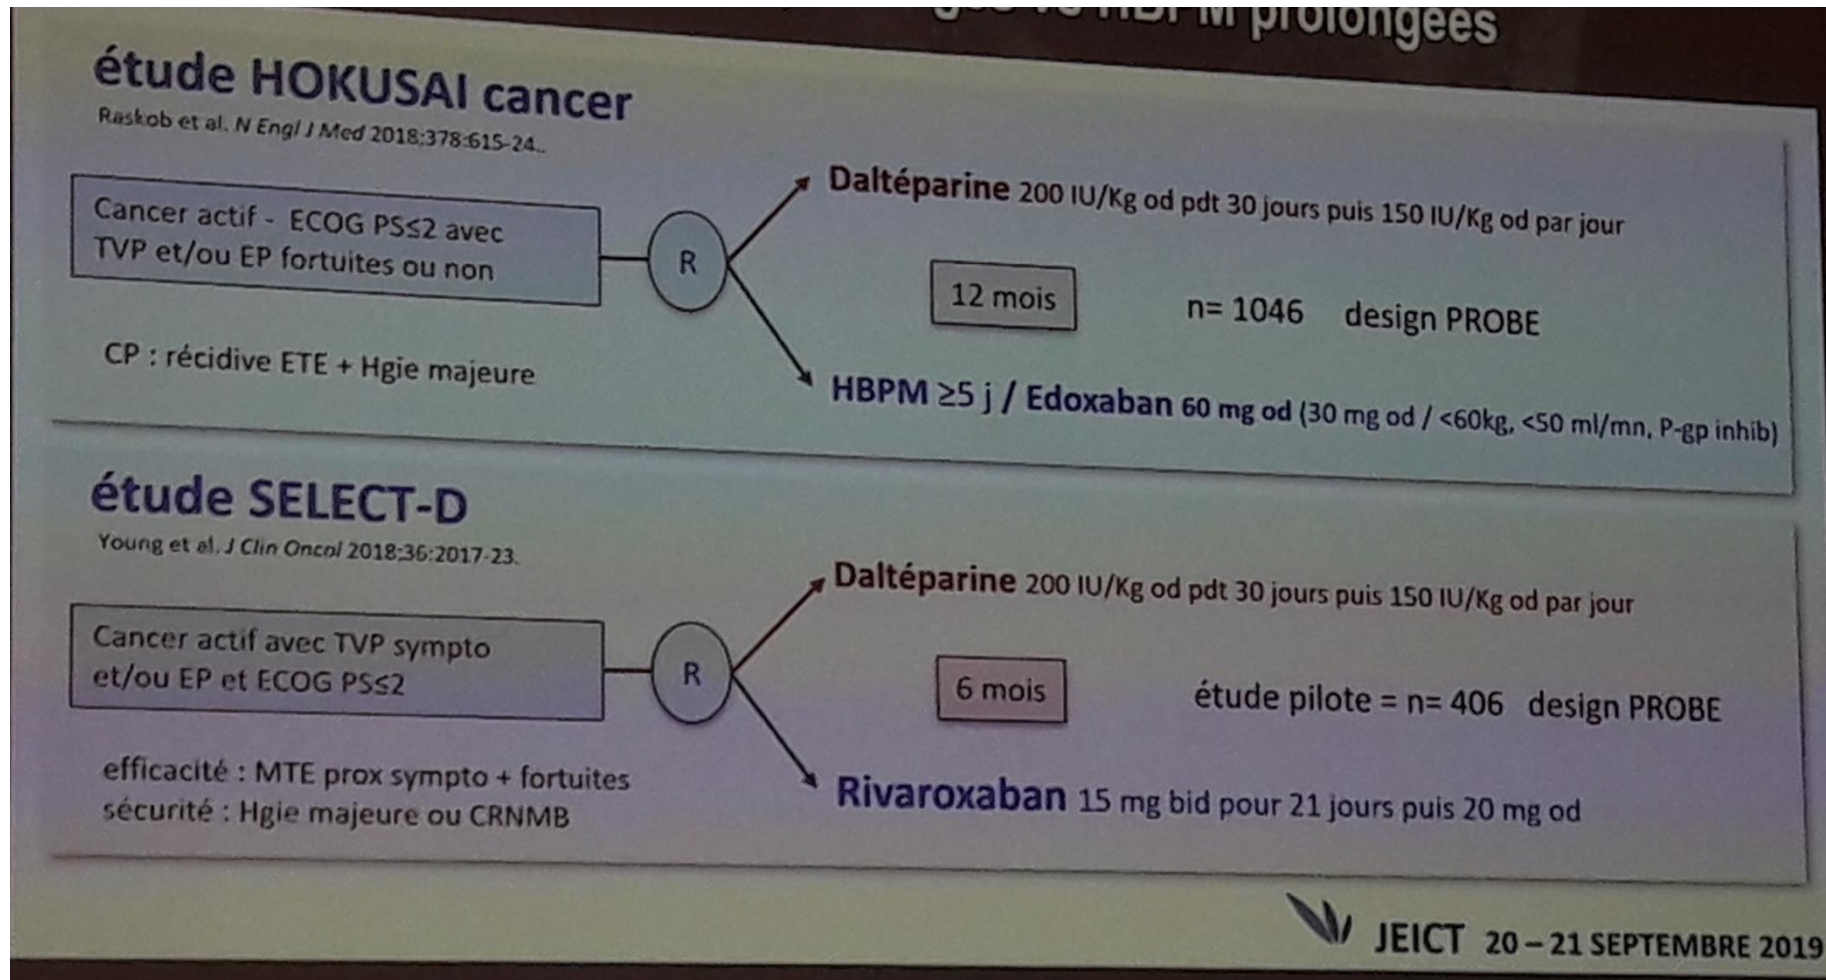 HBPM prolongées
étude HOKUSAI cancer
Raskob et al. N Engl J Med 2018;378:615-24..
Cancer actif - ECOG PS≤2 avec
TVP et/ou EP fortuites ou non
R
Daltéparine 200 IU/Kg od pdt 30 jours puis 150 IU/Kg od par jour
12 mois
n= 1046 design PROBE
CP : récidive ETE + Hgie majeure
HBPM ≥5 j / Edoxaban 60 mg od (30 mg od / <60kg, <50 ml/mn, P-gp inhib)
étude SELECT-D
Young et al. J Clin Oncol 2018;36:2017-23.
Cancer actif avec TVP sympto
et/ou EP et ECOG PS≤2
R
Daltéparine 200 IU/Kg od pdt 30 jours puis 150 IU/Kg od par jour
6 mois
étude pilote = n= 406 design PROBE
efficacité : MTE prox sympto + fortuites
sécurité : Hgie majeure ou CRNMB
Rivaroxaban 15 mg bid pour 21 jours puis 20 mg od
JEICT 20 – 21 SEPTEMBRE 2019